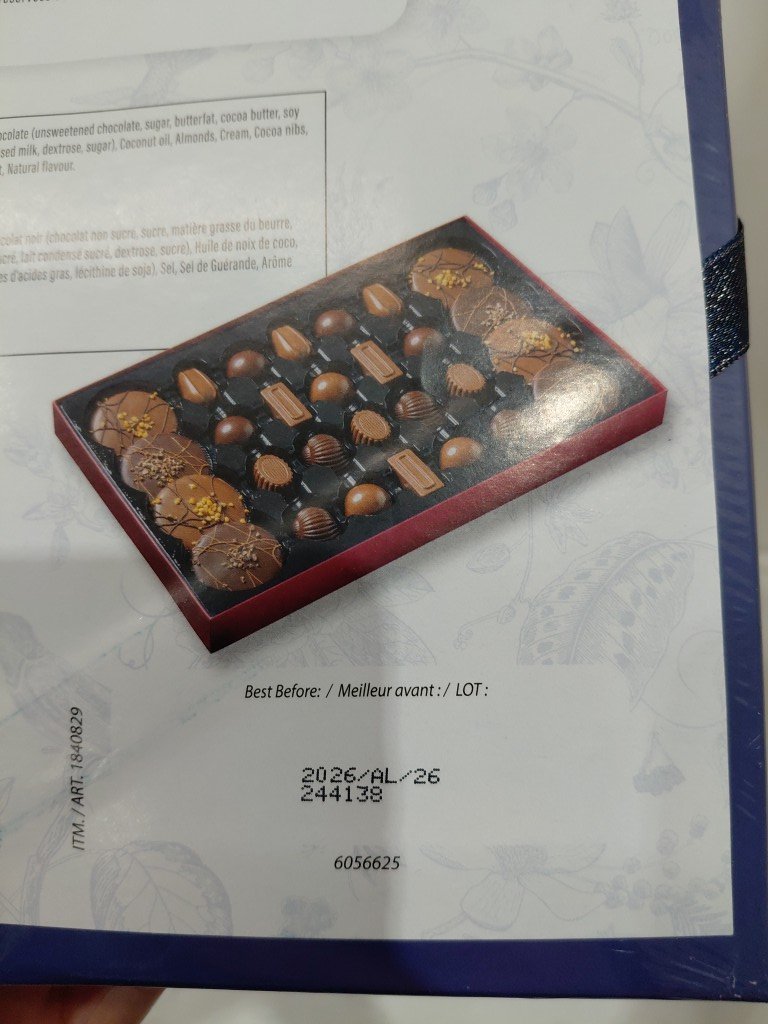 colate (unsweetened chocolate, sugar, butterfat, cocoa butter, soy
sed milk, dextrose, sugar), Coconut oil, Almonds, Cream, Cocoa nibs,
t, Natural flavour.
colat noir (chocolat non sucré, sucre, matière grasse du beurre,
cré, lait condensé sucré, dextrose, sucre), Huile de noix de coco,
es d'acides gras, lécithine de soja), Sel, Sel de Guérande, Arôme
Best Before: / Meilleur avant : / LOT :
2026/AL/26
244138
6056625
ITM. / ART. 1840829